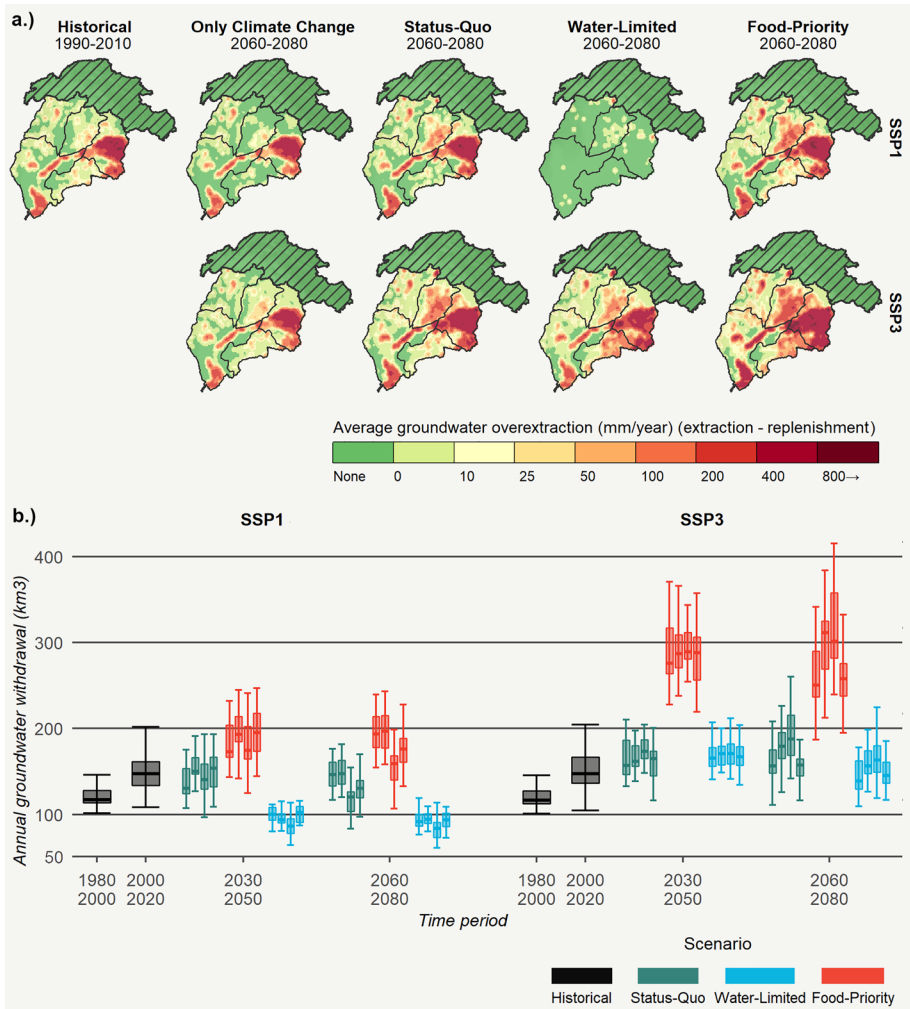 a.)
Historical
1990-2010
Only Climate Change
2060-2080
Status-Quo
2060-2080
Water-Limited
2060-2080
Food-Priority
2060-2080
SSP1
SSP3
Average groundwater overextraction (mm/year) (extraction - replenishment)
None 0 10 25 50 100 200 400 800→
b.)
SSP1 SSP3
Annual groundwater withdrawal (km3)
400
300
200
100
50
1980 2000 2030 2060 1980 2000 2030 2060
2000 2020 2050 2080 2000 2020 2050 2080
Time period
Scenario
Historical Status-Quo Water-Limited Food-Priority